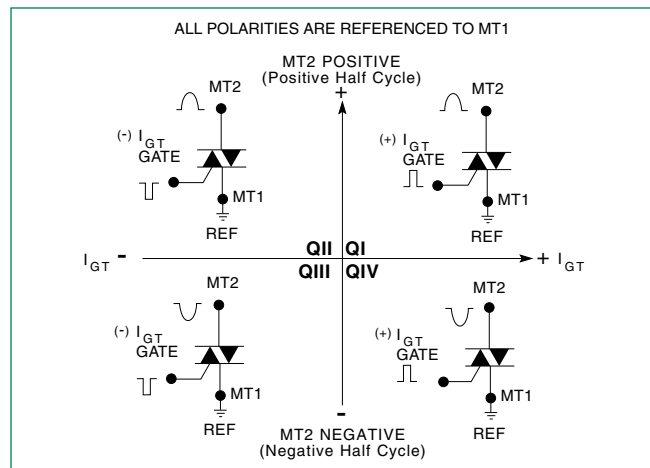 ALL POLARITIES ARE REFERENCED TO MT1
MT2 POSITIVE
(Positive Half Cycle)
+
MT2
(-) IGT
GATE
MT1
REF
MT2
(+) IGT
GATE
MT1
REF
QII QI
IGT -
+ IGT
QIII QIV
MT2
(-) IGT
GATE
MT1
REF
MT2
(+) IGT
GATE
MT1
REF
-
MT2 NEGATIVE
(Negative Half Cycle)